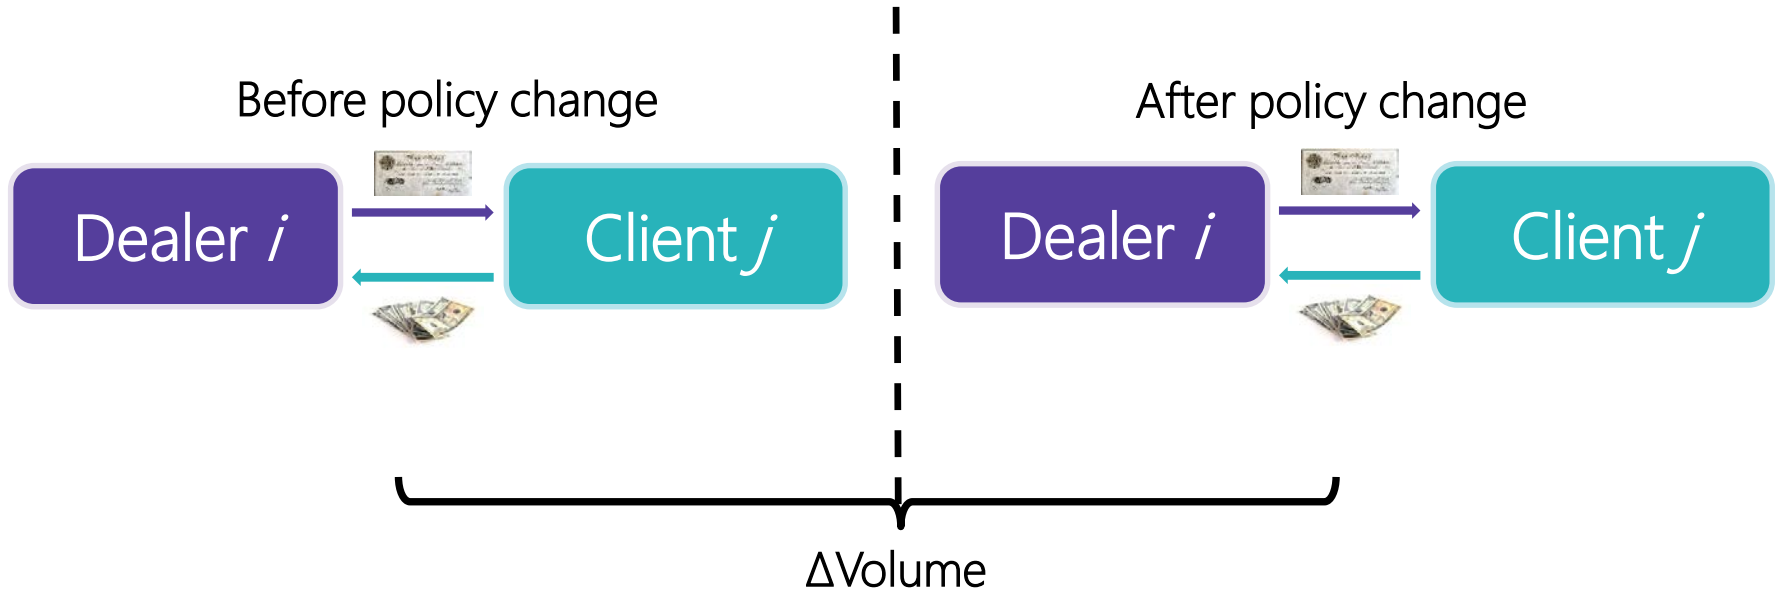 Before policy change
After policy change
Dealer i
Client j
Dealer i
Client j
ΔVolume